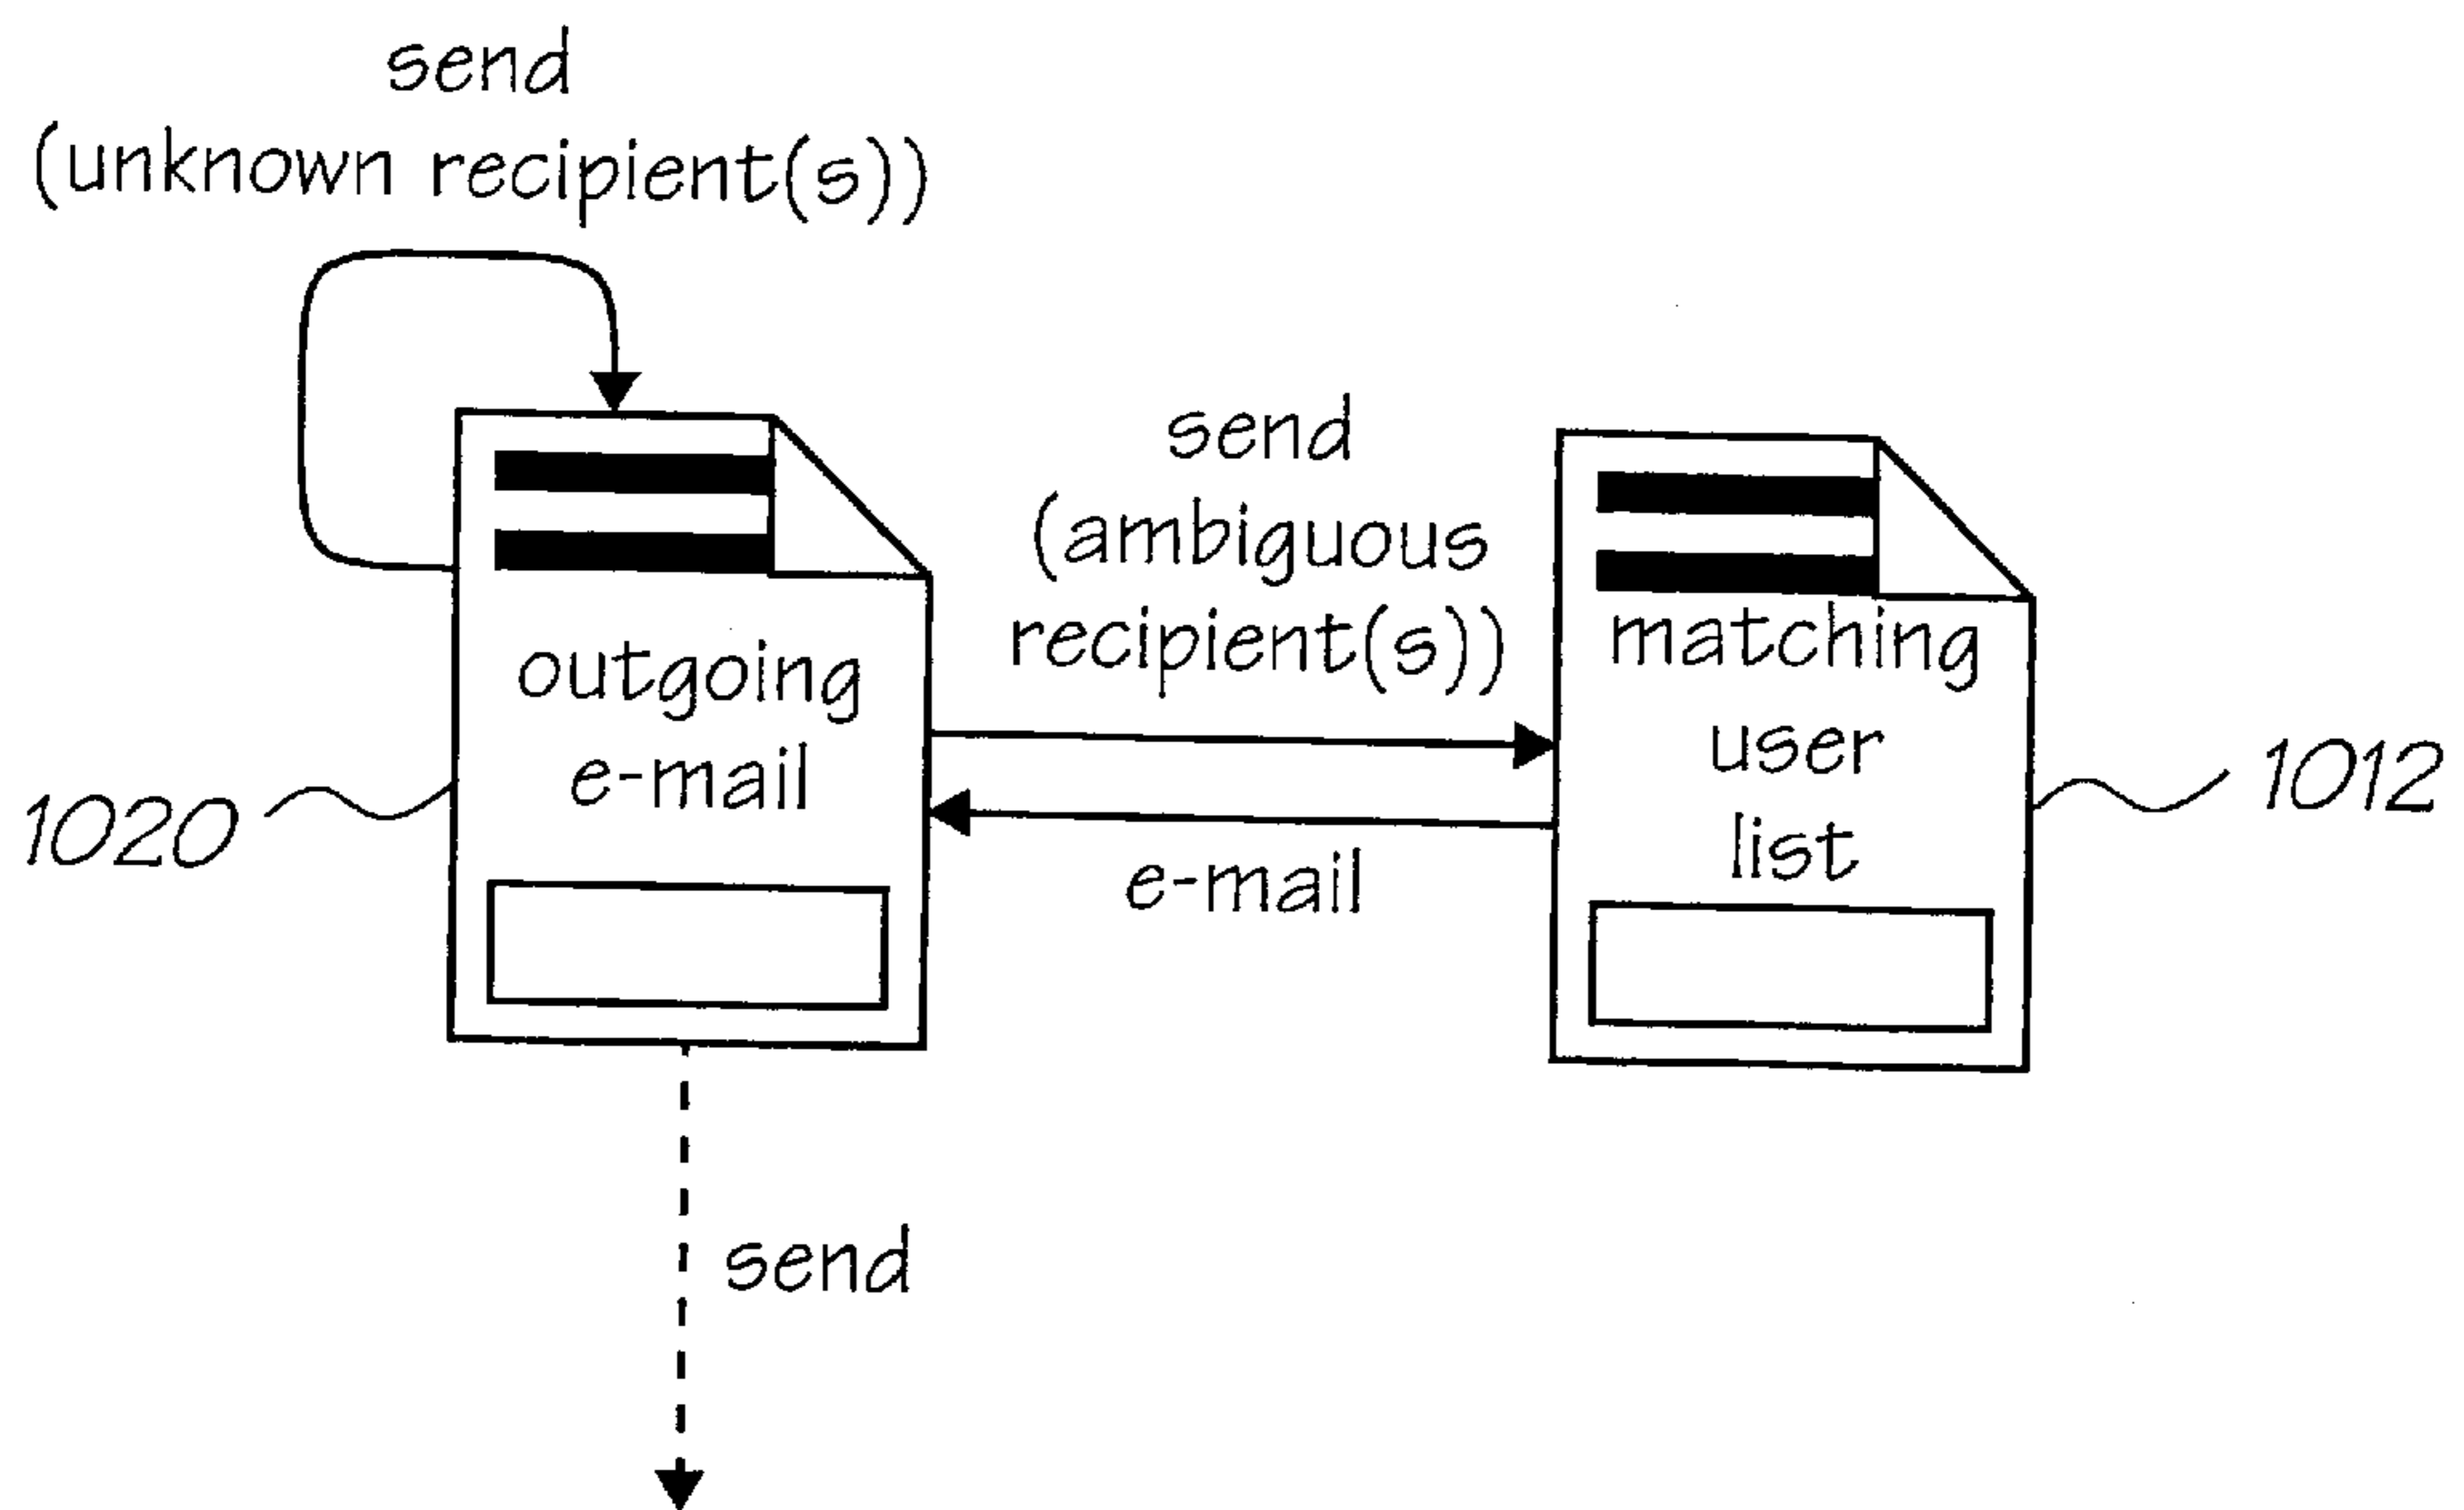 send
(unknown recipient(s))
send
(ambiguous
recipient(s))
outgoing
e-mail
matching
user
list
1020
1012
e-mail
send